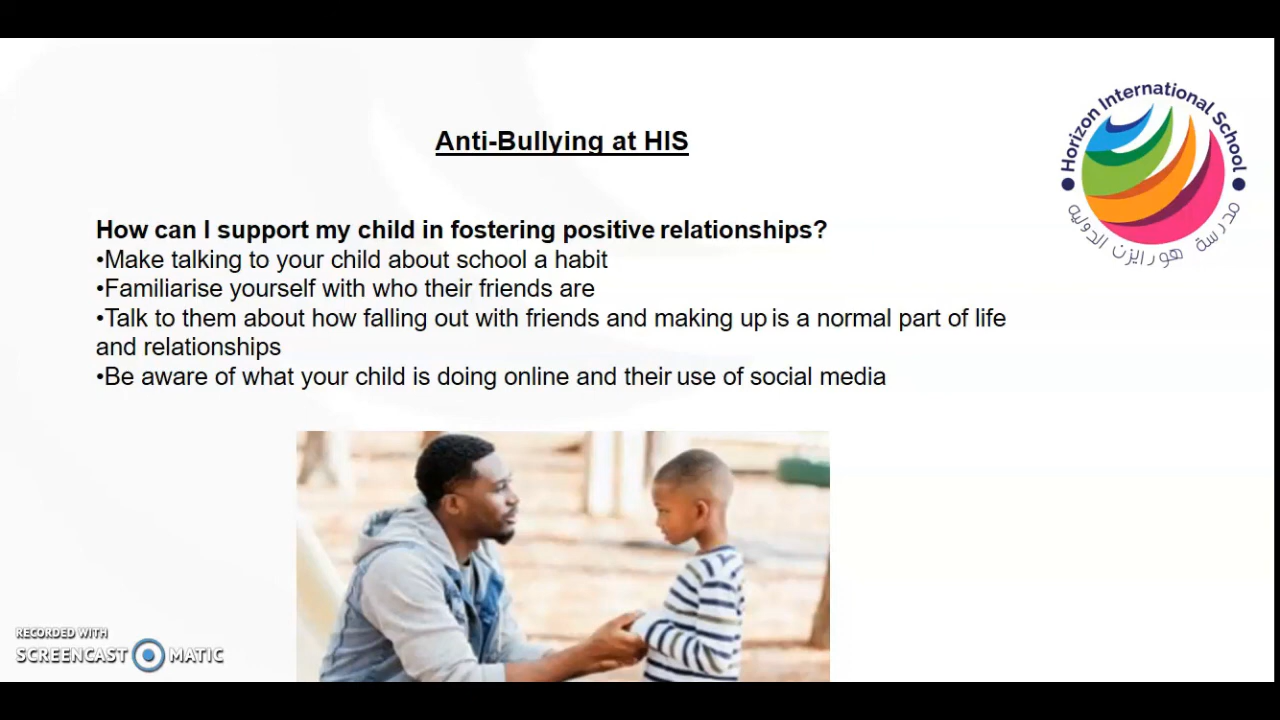 Anti-Bullying at HIS
Horizon International School
مدرسة هورايزن الدولية
How can I support my child in fostering positive relationships?
•Make talking to your child about school a habit
•Familiarise yourself with who their friends are
•Talk to them about how falling out with friends and making up is a normal part of life
and relationships
•Be aware of what your child is doing online and their use of social media
RECORDED WITH
SCREENCAST MATIC